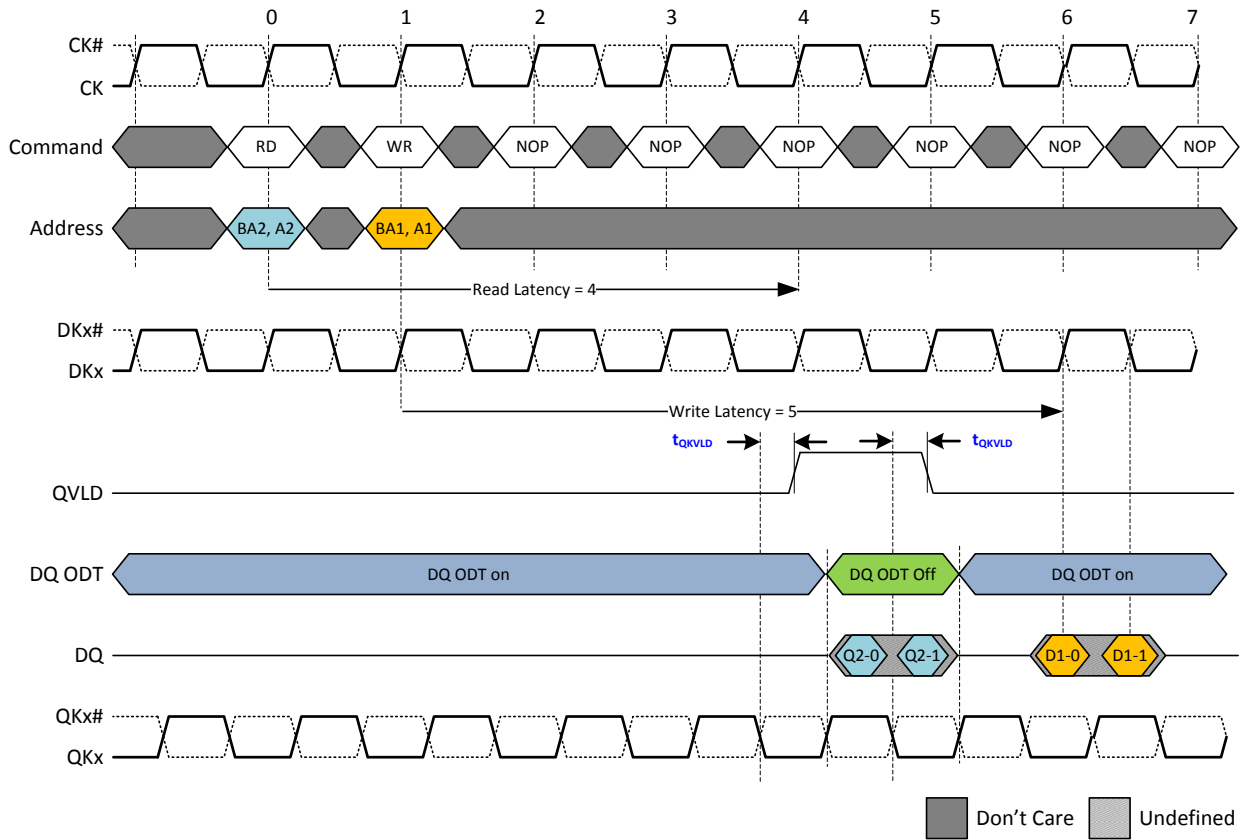 0 1 2 3 4 5 6 7
CK#
CK
Command RD WR NOP NOP NOP NOP NOP NOP
Address BA2, A2 BA1, A1
Read Latency = 4
DKx#
DKx
Write Latency = 5
tQKVLD tQKVLD
QVLD
DQ ODT DQ ODT on DQ ODT Off DQ ODT on
DQ Q2-0 Q2-1 D1-0 D1-1
QKx#
QKx
Don't Care Undefined